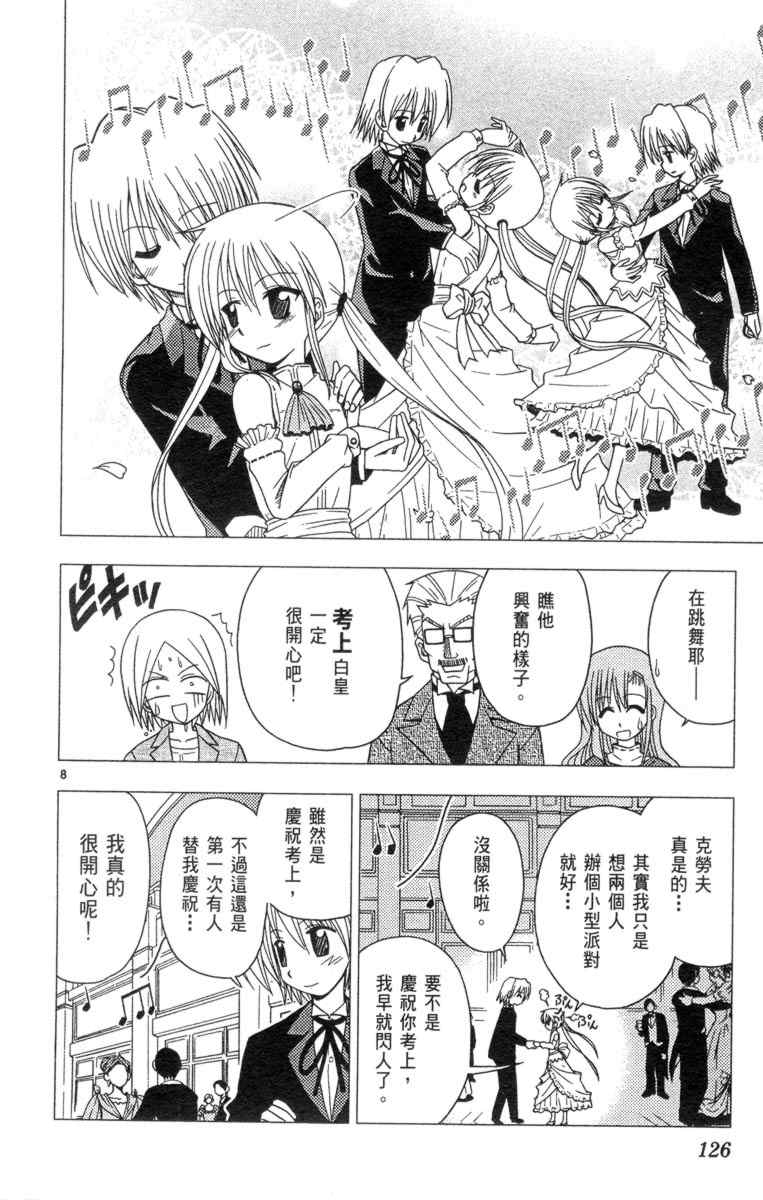 在跳舞耶——
瞧他
興奮的樣子。
考上白皇
一定
很開心吧！
ピキッ
8
克勞夫
真是的…
其實我只是
想兩個人
辦個小型派對
就好…
沒關係啦。
ぷん
ぷん
要不是
慶祝你考上，
我早就閃人了。
雖然是
慶祝考上，
不過這還是
第一次有人
替我慶祝…
我真的
很開心呢！
126